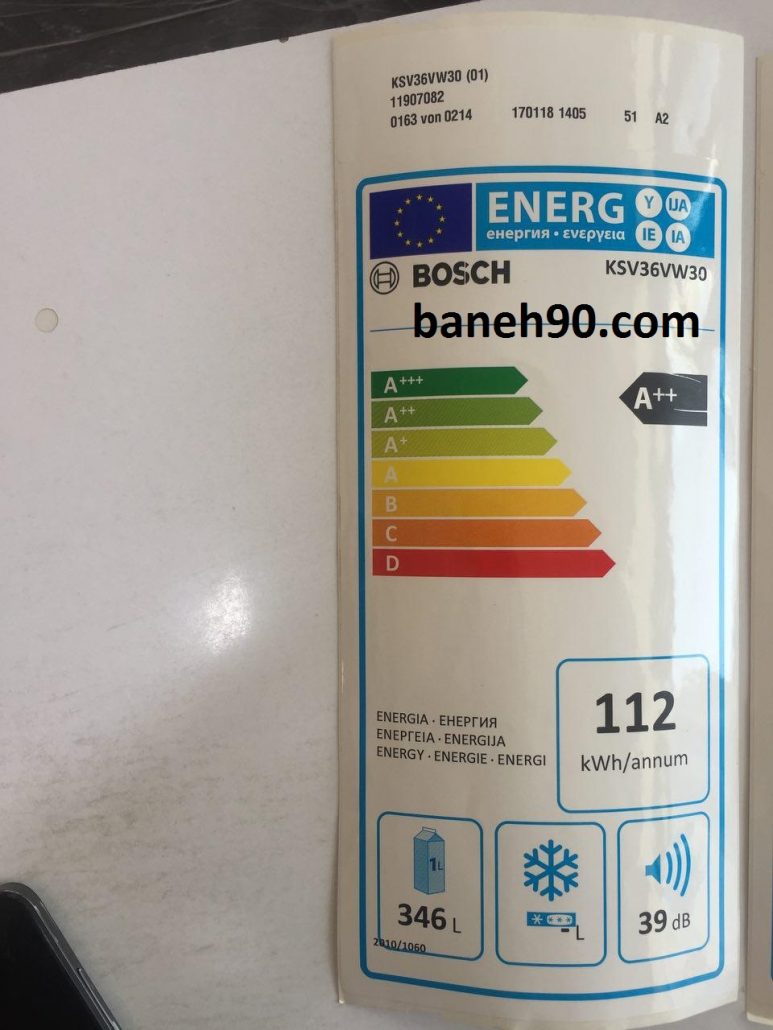 KSV36VW30 (01)
11907082
0163 von 0214 170118 1405 51 A2
ENERG Y IJA
енергия · ενεργεια IE IA
BOSCH KSV36VW30
baneh90.com
A+++
A++ A++
A+
A
B
C
D
ENERGIA · ЕНЕРГИЯ
ΕΝΕΡΓΕΙΑ · ENERGIJA
ENERGY · ENERGIE · ENERGI
112
kWh/annum
1L
346 L
- L
39 dB
2010/1060